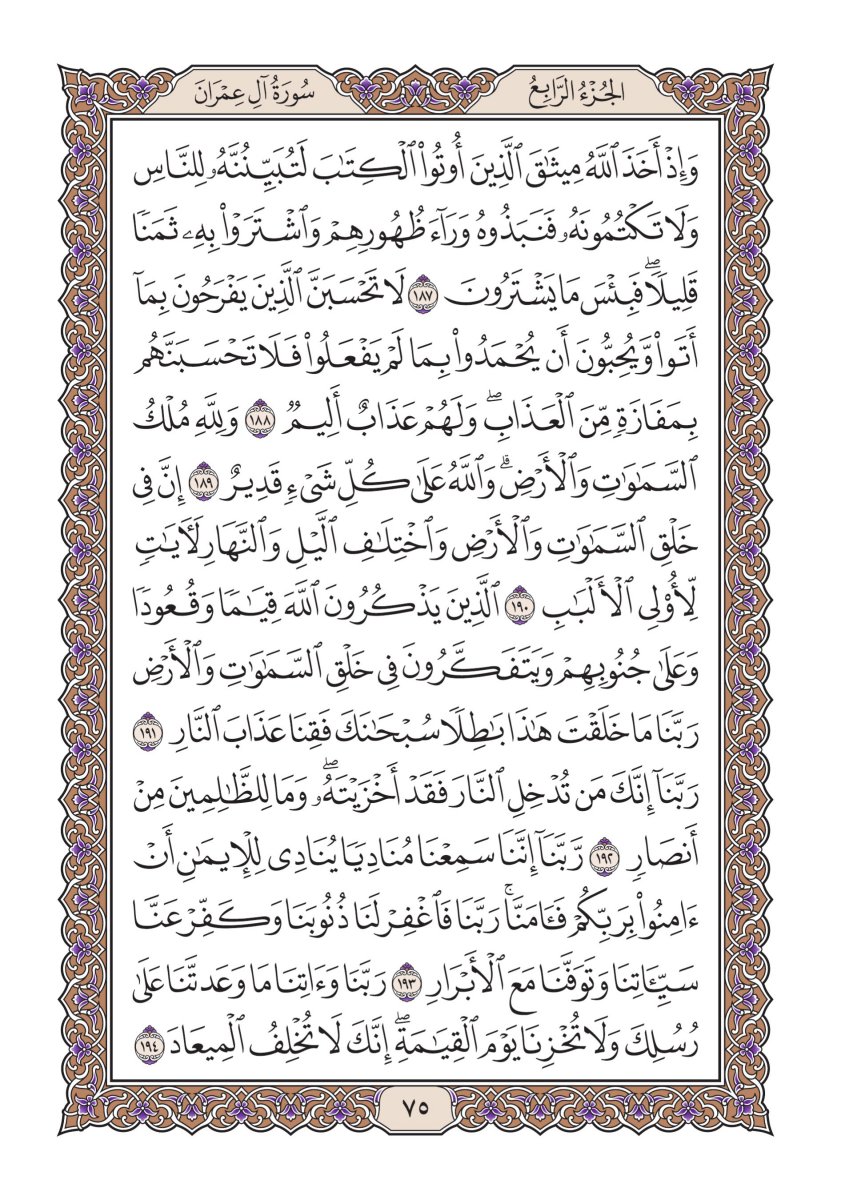 الجُزْءُ الرَّابِعُ
سُورَةُ آلِ عِمْرَانَ
وَإِذْ أَخَذَ ٱللَّهُ مِيثَٰقَ ٱلَّذِينَ أُوتُوا۟ ٱلْكِتَٰبَ لَتُبَيِّنُنَّهُۥ لِلنَّاسِ
وَلَا تَكْتُمُونَهُۥ فَنَبَذُوهُ وَرَآءَ ظُهُورِهِمْ وَٱشْتَرَوْا۟ بِهِۦ ثَمَنًا
قَلِيلًا ۖ فَبِئْسَ مَا يَشْتَرُونَ ١٨٧ لَا تَحْسَبَنَّ ٱلَّذِينَ يَفْرَحُونَ بِمَآ
أَتَوا۟ وَّيُحِبُّونَ أَن يُحْمَدُوا۟ بِمَا لَمْ يَفْعَلُوا۟ فَلَا تَحْسَبَنَّهُم
بِمَفَازَةٍ مِّنَ ٱلْعَذَابِ ۖ وَلَهُمْ عَذَابٌ أَلِيمٌ ١٨٨ وَلِلَّهِ مُلْكُ
ٱلسَّمَٰوَٰتِ وَٱلْأَرْضِ ۗ وَٱللَّهُ عَلَىٰ كُلِّ شَىْءٍ قَدِيرٌ ١٨٩ إِنَّ فِى
خَلْقِ ٱلسَّمَٰوَٰتِ وَٱلْأَرْضِ وَٱخْتِلَٰفِ ٱلَّيْلِ وَٱلنَّهَارِ لَـَٔايَٰتٍ
لِّأُو۟لِى ٱلْأَلْبَٰبِ ١٩٠ ٱلَّذِينَ يَذْكُرُونَ ٱللَّهَ قِيَٰمًا وَقُعُودًا
وَعَلَىٰ جُنُوبِهِمْ وَيَتَفَكَّرُونَ فِى خَلْقِ ٱلسَّمَٰوَٰتِ وَٱلْأَرْضِ
رَبَّنَا مَا خَلَقْتَ هَٰذَا بَٰطِلًا سُبْحَٰنَكَ فَقِنَا عَذَابَ ٱلنَّارِ ١٩١
رَبَّنَآ إِنَّكَ مَن تُدْخِلِ ٱلنَّارَ فَقَدْ أَخْزَيْتَهُۥ ۖ وَمَا لِلظَّٰلِمِينَ مِنْ
أَنصَارٍ ١٩٢ رَّبَّنَآ إِنَّنَا سَمِعْنَا مُنَادِيًا يُنَادِى لِلْإِيمَٰنِ أَنْ
ءَامِنُوا۟ بِرَبِّكُمْ فَـَٔامَنَّا ۚ رَبَّنَا فَٱغْفِرْ لَنَا ذُنُوبَنَا وَكَفِّرْ عَنَّا
سَيِّـَٔاتِنَا وَتَوَفَّنَا مَعَ ٱلْأَبْرَارِ ١٩٣ رَبَّنَا وَءَاتِنَا مَا وَعَدتَّنَا عَلَىٰ
رُسُلِكَ وَلَا تُخْزِنَا يَوْمَ ٱلْقِيَٰمَةِ ۖ إِنَّكَ لَا تُخْلِفُ ٱلْمِيعَادَ ١٩٤
٧٥